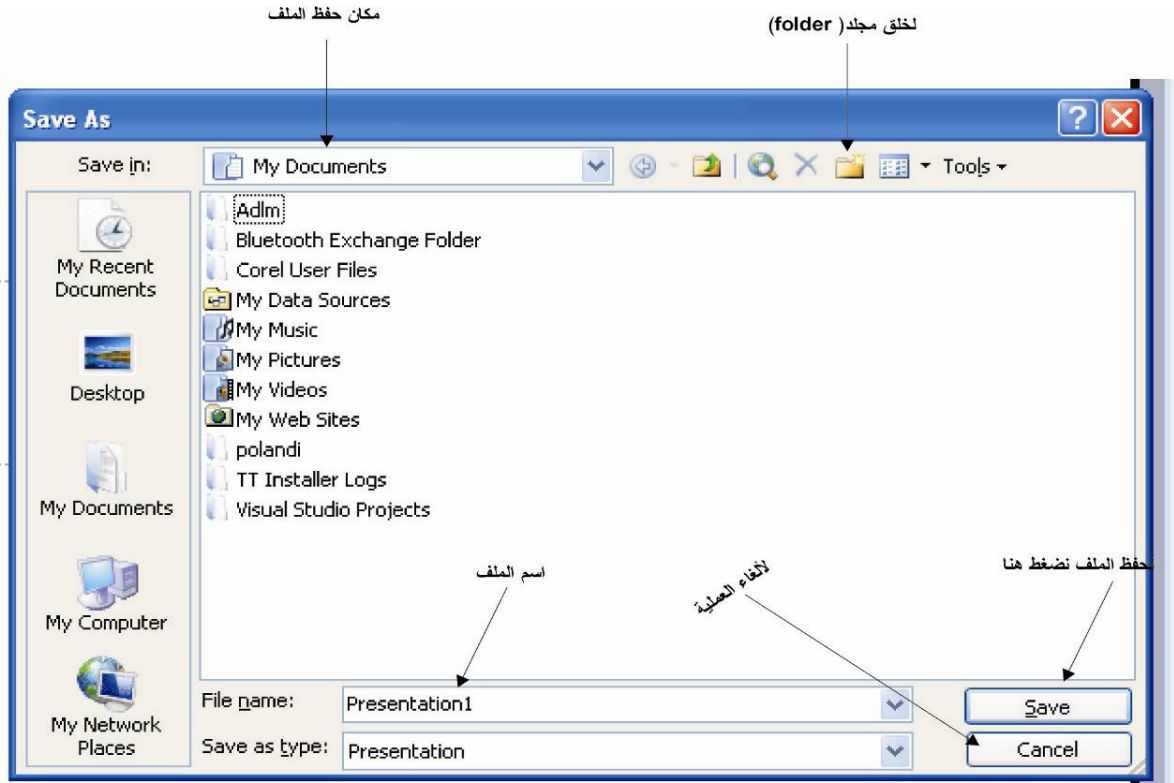 مكان حفظ الملف
لخلق مجلد( folder)
Save As
Save in:
My Documents
Tools
My Recent
Documents
Desktop
My Documents
My Computer
My Network
Places
Adlm
Bluetooth Exchange Folder
Corel User Files
My Data Sources
My Music
My Pictures
My Videos
My Web Sites
polandi
TT Installer Logs
Visual Studio Projects
اسم الملف
لألغاء العملية
لحفظ الملف نضغط هنا
File name:
Presentation1
Save
Save as type:
Presentation
Cancel